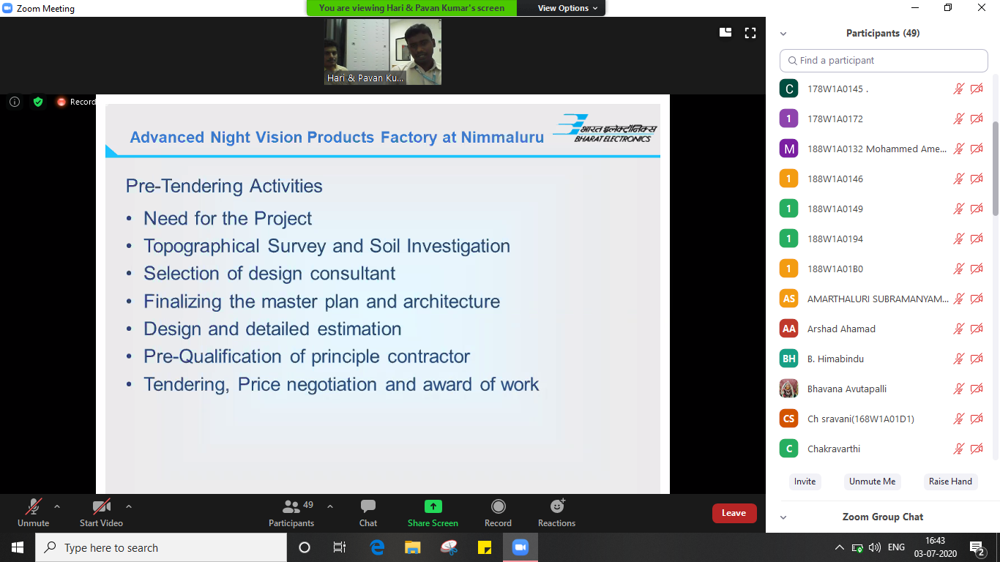 Zoom Meeting
You are viewing Hari & Pavan Kumar's screen
View Options
Hari & Pavan Ku...
Record
Advanced Night Vision Products Factory at Nimmaluru
भारत इलेक्ट्रॉनिक्स
BHARAT ELECTRONICS
Pre-Tendering Activities
• Need for the Project
• Topographical Survey and Soil Investigation
• Selection of design consultant
• Finalizing the master plan and architecture
• Design and detailed estimation
• Pre-Qualification of principle contractor
• Tendering, Price negotiation and award of work
Participants (49)
Find a participant
C 178W1A0145 .
1 178W1A0172
M 188W1A0132 Mohammed Ame...
1 188W1A0146
1 188W1A0149
1 188W1A0194
1 188W1A01B0
AS AMARTHALURI SUBRAMANYAM...
AA Arshad Ahamad
BH B. Himabindu
Bhavana Avutapalli
CS Ch sravani(168W1A01D1)
C Chakravarthi
Invite Unmute Me Raise Hand
Zoom Group Chat
49
Unmute Start Video Participants Chat Share Screen Record Reactions
Leave
Type here to search
ENG
16:43
03-07-2020
2